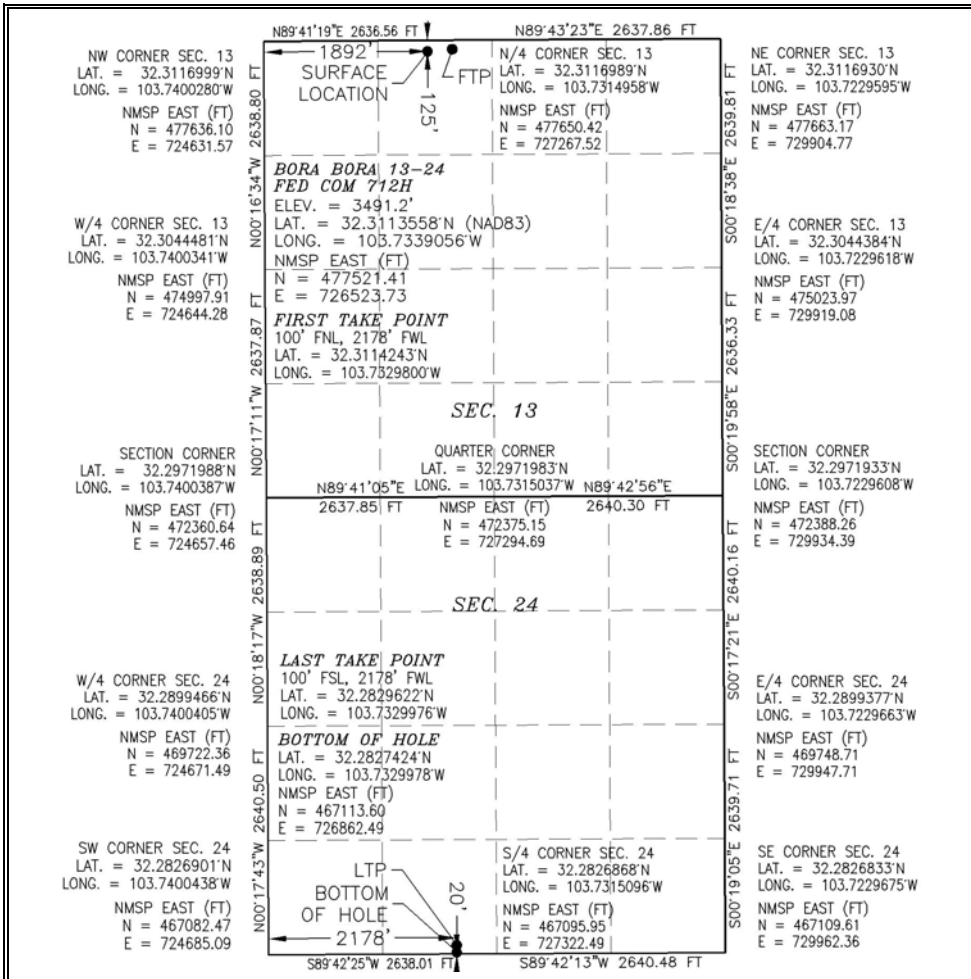 N89°41'19"E 2636.56 FT
N89°43'23"E 2637.86 FT
NW CORNER SEC. 13
LAT. = 32.3116999°N
LONG. = 103.7400280°W
NMSP EAST (FT)
N = 477636.10
E = 724631.57
1892'
SURFACE
LOCATION
125'
FTP
N/4 CORNER SEC. 13
LAT. = 32.3116989°N
LONG. = 103.7314958°W
NMSP EAST (FT)
N = 477650.42
E = 727267.52
NE CORNER SEC. 13
LAT. = 32.3116930°N
LONG. = 103.7229595°W
NMSP EAST (FT)
N = 477663.17
E = 729904.77
N00°16'34"W 2638.80 FT
S00°18'38"E 2639.81 FT
BORA BORA 13-24
FED COM 712H
ELEV. = 3491.2'
LAT. = 32.3113558°N (NAD83)
LONG. = 103.7339056°W
NMSP EAST (FT)
N = 477521.41
E = 726523.73
W/4 CORNER SEC. 13
LAT. = 32.3044481°N
LONG. = 103.7400341°W
NMSP EAST (FT)
N = 474997.91
E = 724644.28
E/4 CORNER SEC. 13
LAT. = 32.3044384°N
LONG. = 103.7229618°W
NMSP EAST (FT)
N = 475023.97
E = 729919.08
FIRST TAKE POINT
100' FNL, 2178' FWL
LAT. = 32.3114243°N
LONG. = 103.7329800°W
N00°17'11"W 2637.87 FT
S00°19'58"E 2636.33 FT
SEC. 13
SECTION CORNER
LAT. = 32.2971988°N
LONG. = 103.7400387°W
NMSP EAST (FT)
N = 472360.64
E = 724657.46
QUARTER CORNER
LAT. = 32.2971983°N
LONG. = 103.7315037°W
N89°41'05"E
2637.85 FT
N89°42'56"E
2640.30 FT
NMSP EAST (FT)
N = 472375.15
E = 727294.69
SECTION CORNER
LAT. = 32.2971933°N
LONG. = 103.7229608°W
NMSP EAST (FT)
N = 472388.26
E = 729934.39
N00°18'17"W 2638.89 FT
S00°17'21"E 2640.16 FT
SEC. 24
LAST TAKE POINT
100' FSL, 2178' FWL
LAT. = 32.2829622°N
LONG. = 103.7329976°W
W/4 CORNER SEC. 24
LAT. = 32.2899466°N
LONG. = 103.7400405°W
NMSP EAST (FT)
N = 469722.36
E = 724671.49
E/4 CORNER SEC. 24
LAT. = 32.2899377°N
LONG. = 103.7229663°W
NMSP EAST (FT)
N = 469748.71
E = 729947.71
BOTTOM OF HOLE
LAT. = 32.2827424°N
LONG. = 103.7329978°W
NMSP EAST (FT)
N = 467113.60
E = 726862.49
N00°17'43"W 2640.50 FT
S00°19'05"E 2639.71 FT
SW CORNER SEC. 24
LAT. = 32.2826901°N
LONG. = 103.7400438°W
NMSP EAST (FT)
N = 467082.47
E = 724685.09
LTP
BOTTOM
OF HOLE
20'
2178'
S/4 CORNER SEC. 24
LAT. = 32.2826868°N
LONG. = 103.7315096°W
NMSP EAST (FT)
N = 467095.95
E = 727322.49
SE CORNER SEC. 24
LAT. = 32.2826833°N
LONG. = 103.7229675°W
NMSP EAST (FT)
N = 467109.61
E = 729962.36
S89°42'25"W 2638.01 FT
S89°42'13"W 2640.48 FT